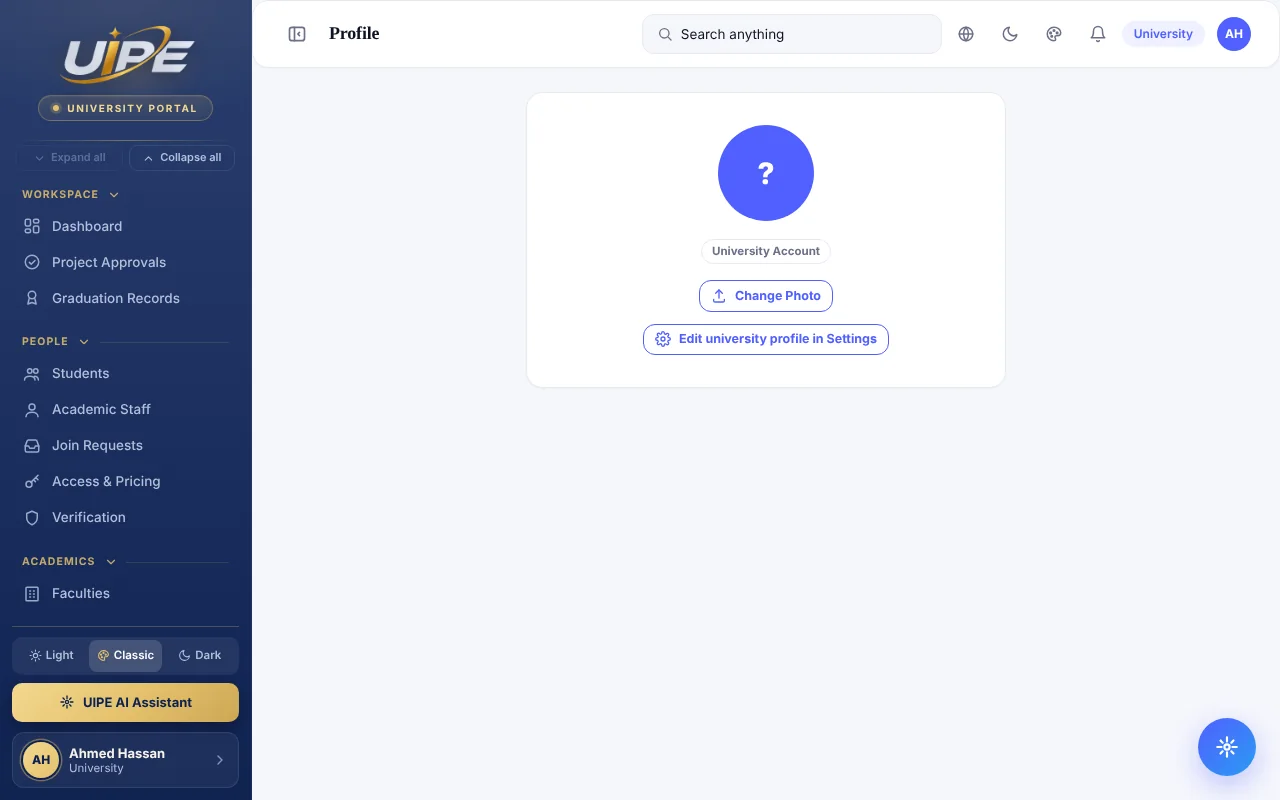 UIPE
UNIVERSITY PORTAL
Expand all
Collapse all
WORKSPACE
Dashboard
Project Approvals
Graduation Records
PEOPLE
Students
Academic Staff
Join Requests
Access & Pricing
Verification
ACADEMICS
Faculties
Light
Classic
Dark
UIPE AI Assistant
AH
Ahmed Hassan
University
Profile
Search anything
University
AH
?
University Account
Change Photo
Edit university profile in Settings